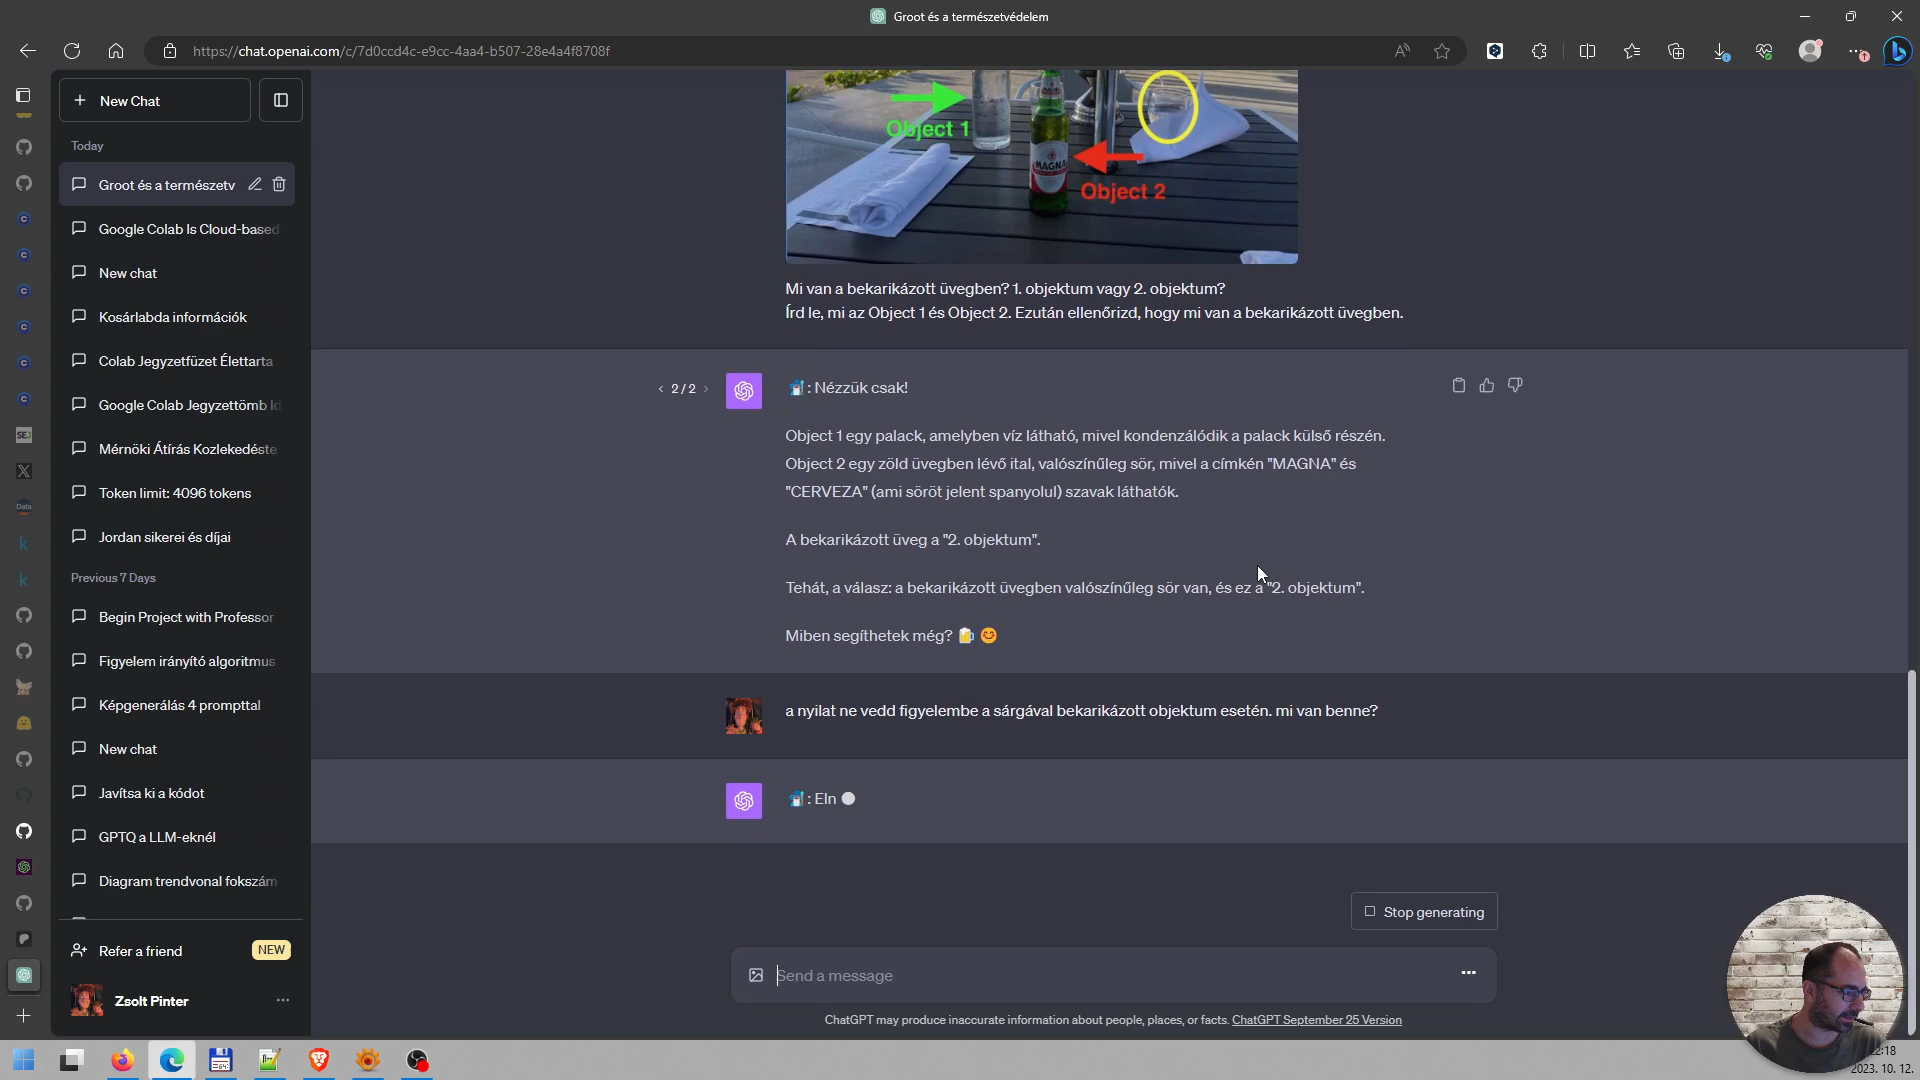 Groot és a természetvédelem
https://chat.openai.com/c/7d0ccd4c-e9cc-4aa4-b507-28e4a4f8708f
New Chat
Today
Groot és a természetv
Google Colab Is Cloud-based
New chat
Kosárlabda információk
Colab Jegyzetfüzet Élettarta
Google Colab Jegyzettömb Id
Mérnöki Átírás Kozlekedéste
Token limit: 4096 tokens
Jordan sikerei és díjai
Previous 7 Days
Begin Project with Professor
Figyelem irányító algoritmus
Képgenerálás 4 prompttal
New chat
Javítsa ki a kódot
GPTQ a LLM-eknél
Diagram trendvonal fokszám
Refer a friend
NEW
Zsolt Pinter
Object 1
MAGNA
Object 2
Mi van a bekarikázott üvegben? 1. objektum vagy 2. objektum?
Írd le, mi az Object 1 és Object 2. Ezután ellenőrizd, hogy mi van a bekarikázott üvegben.
2 / 2
: Nézzük csak!
Object 1 egy palack, amelyben víz látható, mivel kondenzálódik a palack külső részén.
Object 2 egy zöld üvegben lévő ital, valószínűleg sör, mivel a címkén "MAGNA" és
"CERVEZA" (ami söröt jelent spanyolul) szavak láthatók.
A bekarikázott üveg a "2. objektum".
Tehát, a válasz: a bekarikázott üvegben valószínűleg sör van, és ez a "2. objektum".
Miben segíthetek még? 🍺 😊
a nyilat ne vedd figyelembe a sárgával bekarikázott objektum esetén. mi van benne?
: Eln
Stop generating
Send a message
ChatGPT may produce inaccurate information about people, places, or facts. ChatGPT September 25 Version
2:18
2023. 10. 12.